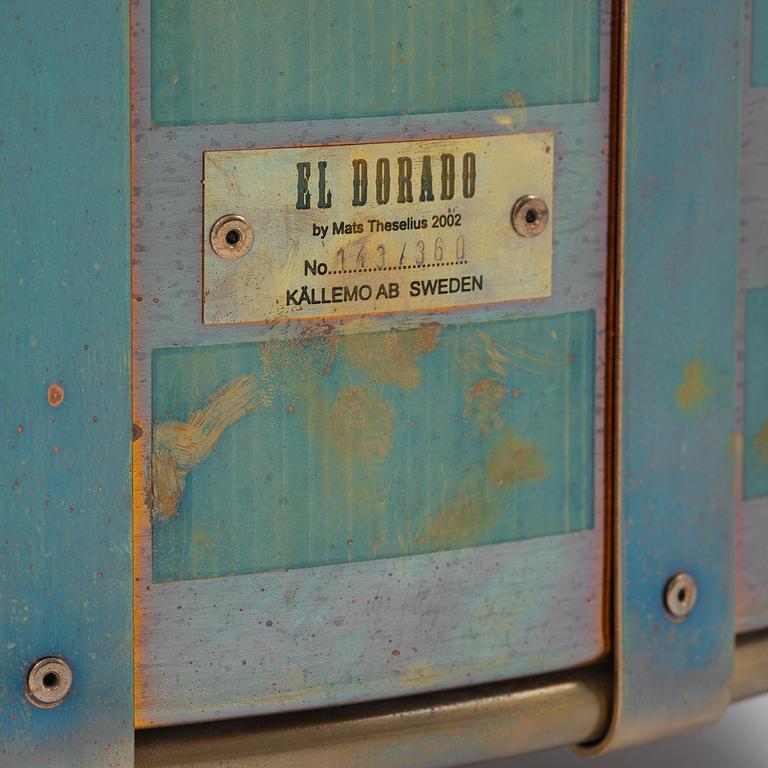 EL DORADO
by Mats Theselius 2002
No. 143/360
KÄLLEMO AB SWEDEN